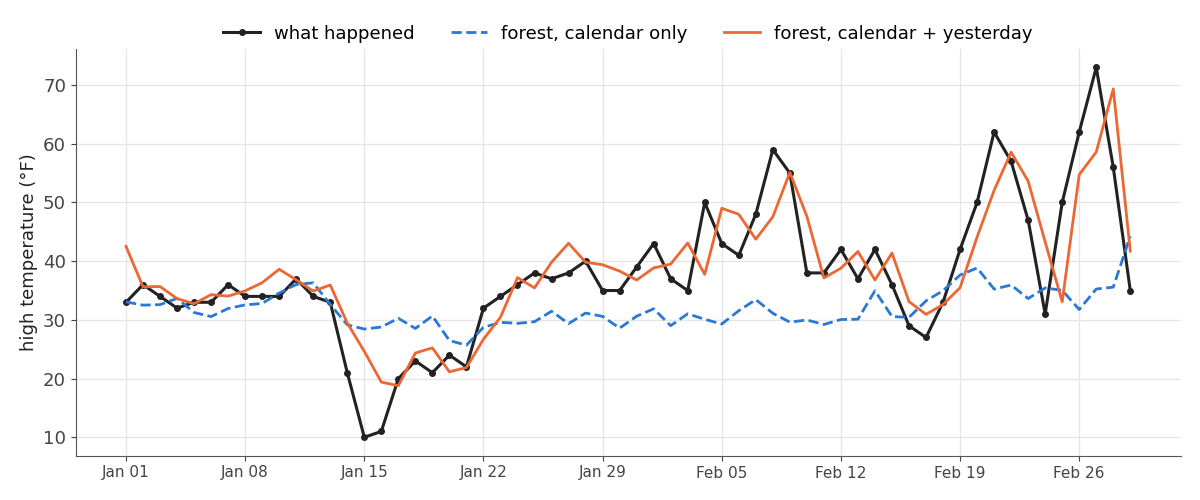 what happened
forest, calendar only
forest, calendar + yesterday
high temperature (°F)
70
60
50
40
30
20
10
Jan 01
Jan 08
Jan 15
Jan 22
Jan 29
Feb 05
Feb 12
Feb 19
Feb 26